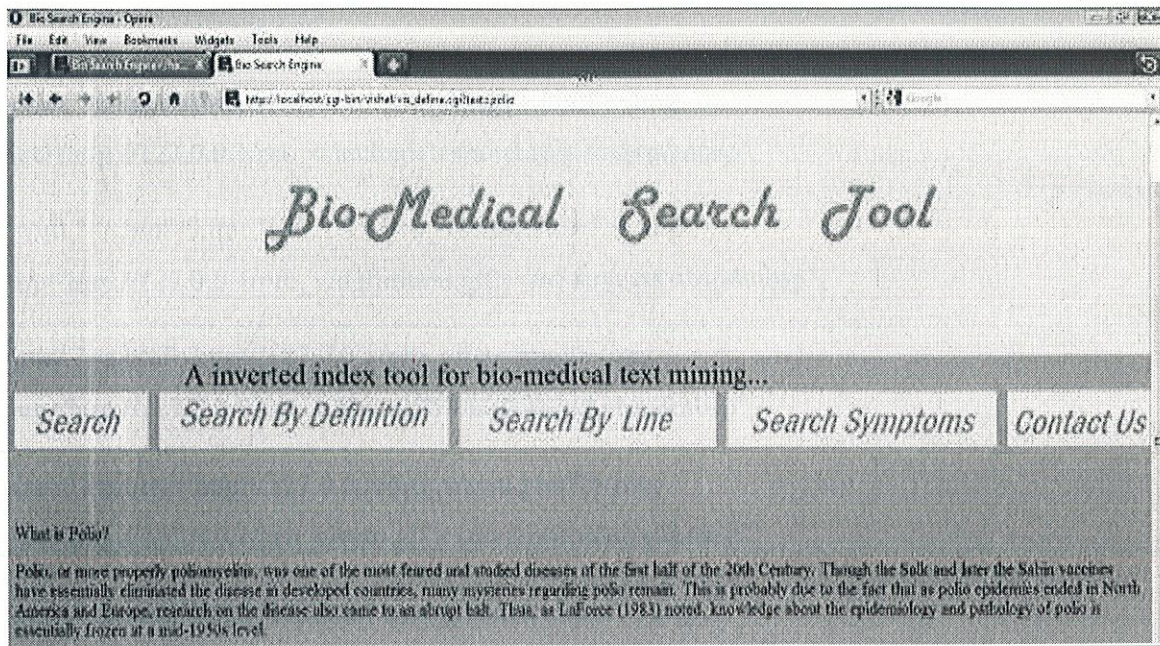 Bio Search Engine - Opera
File Edit View Bookmarks Widgets Tools Help
Bio Search Engine
Google
Bio-Medical Search Tool
A inverted index tool for bio-medical text mining...
Search Search By Definition Search By Line Search Symptoms Contact Us
What is Polio?
Polio, or more properly poliomyelitis, was one of the most feared and studied diseases of the first half of the 20th Century. Though the Salk and later the Sabin vaccines
have essentially eliminated the disease in developed countries, many mysteries regarding polio remain. This is probably due to the fact that as polio epidemics ended in North
America and Europe, research on the disease also came to an abrupt halt. Thus, as LaForce (1983) noted, knowledge about the epidemiology and pathology of polio is
essentially frozen at a mid-1950s level.